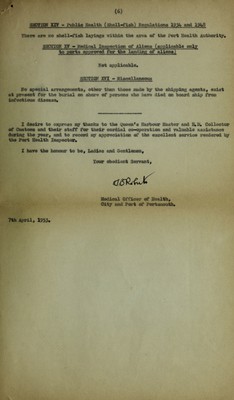 (6)
SECTION XIV - Public Health (Shell-Fish) Regulations 1934 and 1948
There are no shell-fish layings within the area of the Port Health Authority.
SECTION XV - Medical Inspection of Aliens (applicable only
to ports approved for the landing of Aliens)
Not applicable.
SECTION XVI - Miscellaneous
No special arrangements, other than those made by the shipping agents, exist
at present for the burial on shore of persons who have died on board ship from
infectious disease.
I desire to express my thanks to the Queen's Harbour Master and H.M. Collector
of Customs and their staff for their cordial co-operation and valuable assistance
during the year, and to record my appreciation of the excellent service rendered by
the Port Health Inspector.
I have the honour to be, Ladies and Gentlemen,
Your obedient Servant,
Medical Officer of Health,
City and Port of Portsmouth.
7th April, 1953.